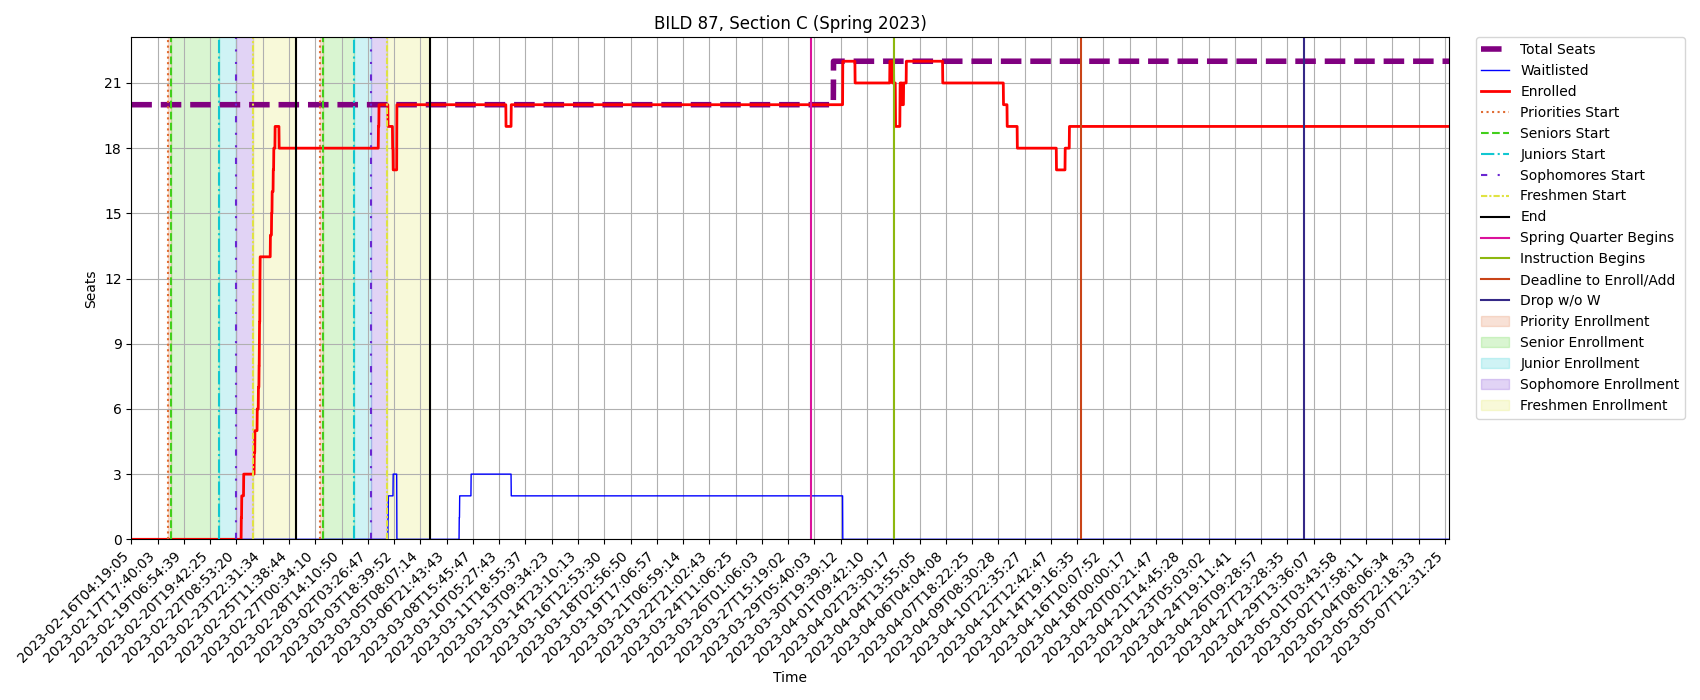 BILD 87, Section C (Spring 2023)
Seats
21
18
15
12
9
6
3
0
2023-02-16T04:19:05
2023-02-17T17:40:03
2023-02-19T06:54:39
2023-02-20T19:42:25
2023-02-22T08:53:20
2023-02-23T22:31:34
2023-02-25T11:38:44
2023-02-27T00:34:10
2023-02-28T14:10:50
2023-03-02T03:26:47
2023-03-03T18:39:52
2023-03-05T08:07:14
2023-03-06T21:43:43
2023-03-08T15:45:47
2023-03-10T05:27:43
2023-03-11T18:55:37
2023-03-13T09:34:23
2023-03-14T23:10:13
2023-03-16T12:53:30
2023-03-18T02:56:50
2023-03-19T17:06:57
2023-03-21T06:59:14
2023-03-22T21:02:43
2023-03-24T11:06:25
2023-03-26T01:06:03
2023-03-27T15:19:02
2023-03-29T05:40:03
2023-03-30T19:39:12
2023-04-01T09:42:10
2023-04-02T23:30:17
2023-04-04T13:55:05
2023-04-06T04:04:08
2023-04-07T18:22:25
2023-04-09T08:30:28
2023-04-10T22:35:27
2023-04-12T12:42:47
2023-04-14T19:16:35
2023-04-16T10:07:52
2023-04-18T00:00:17
2023-04-20T00:21:47
2023-04-21T14:45:28
2023-04-23T05:03:02
2023-04-24T19:11:41
2023-04-26T09:28:57
2023-04-27T23:28:35
2023-04-29T13:36:07
2023-05-01T03:43:58
2023-05-02T17:58:11
2023-05-04T08:06:34
2023-05-05T22:18:33
2023-05-07T12:31:25
Time
Total Seats
Waitlisted
Enrolled
Priorities Start
Seniors Start
Juniors Start
Sophomores Start
Freshmen Start
End
Spring Quarter Begins
Instruction Begins
Deadline to Enroll/Add
Drop w/o W
Priority Enrollment
Senior Enrollment
Junior Enrollment
Sophomore Enrollment
Freshmen Enrollment